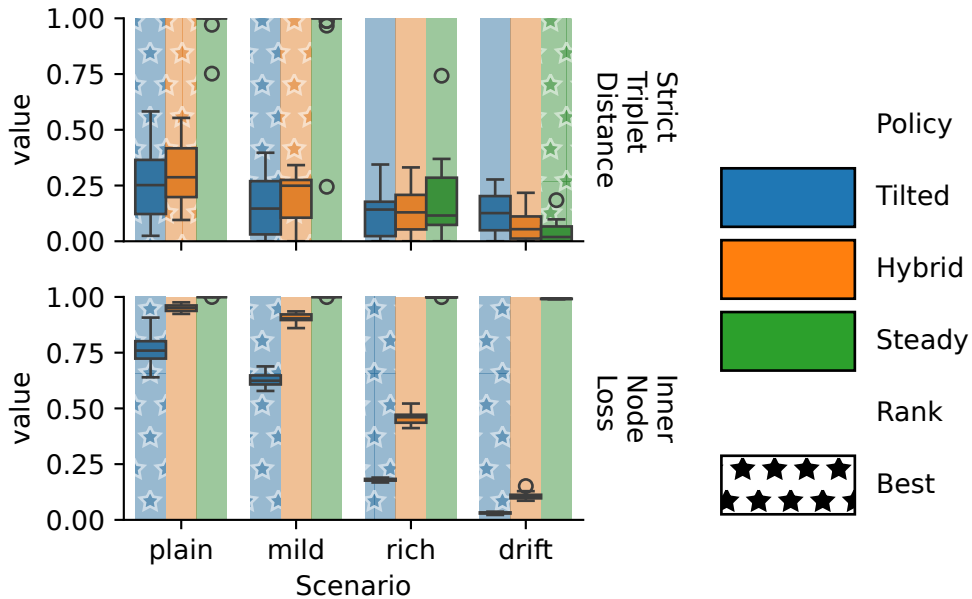 1.00
0.75
0.50
0.25
0.00
value
Strict
Triplet
Distance
1.00
0.75
0.50
0.25
0.00
value
Inner
Node
Loss
plain
mild
rich
drift
Scenario
Policy
Tilted
Hybrid
Steady
Rank
Best